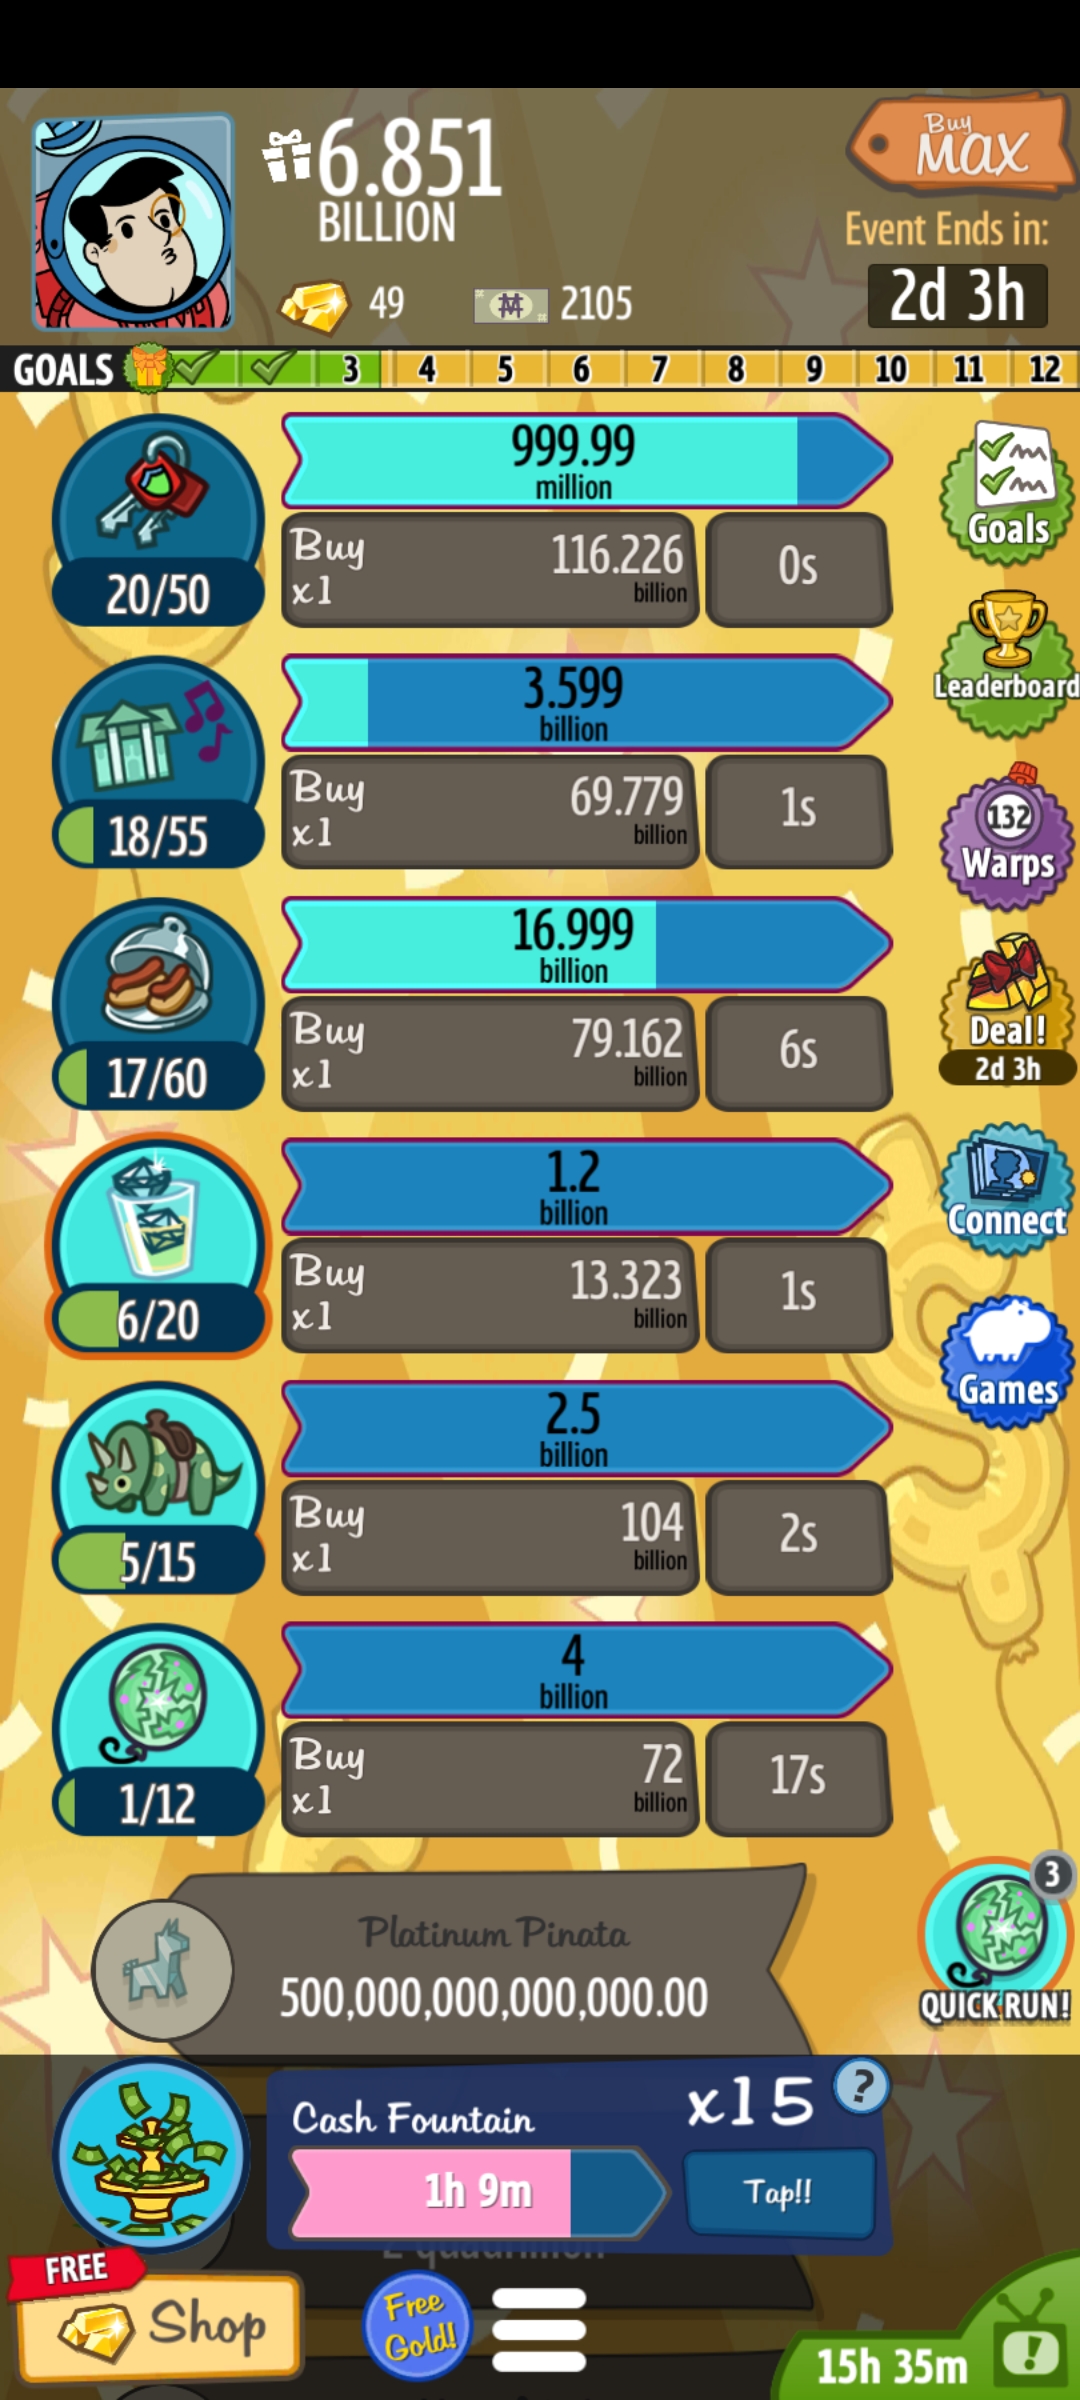 6.851
BILLION
Buy
MAX
Event Ends in:
2d 3h
49
2105
GOALS
3 4 5 6 7 8 9 10 11 12
999.99
million
Buy
x1
116.226
billion
0s
20/50
Goals
3.599
billion
Buy
x1
69.779
billion
1s
18/55
Leaderboard
16.999
billion
Buy
x1
79.162
billion
6s
17/60
132
Warps
Deal!
2d 3h
1.2
billion
Buy
x1
13.323
billion
1s
6/20
Connect
2.5
billion
Buy
x1
104
billion
2s
5/15
Games
4
billion
Buy
x1
72
billion
17s
1/12
Platinum Pinata
500,000,000,000,000.00
3
QUICK RUN!
Cash Fountain
x15
?
1h 9m
Tap!!
FREE
Shop
Free
Gold!
15h 35m
!